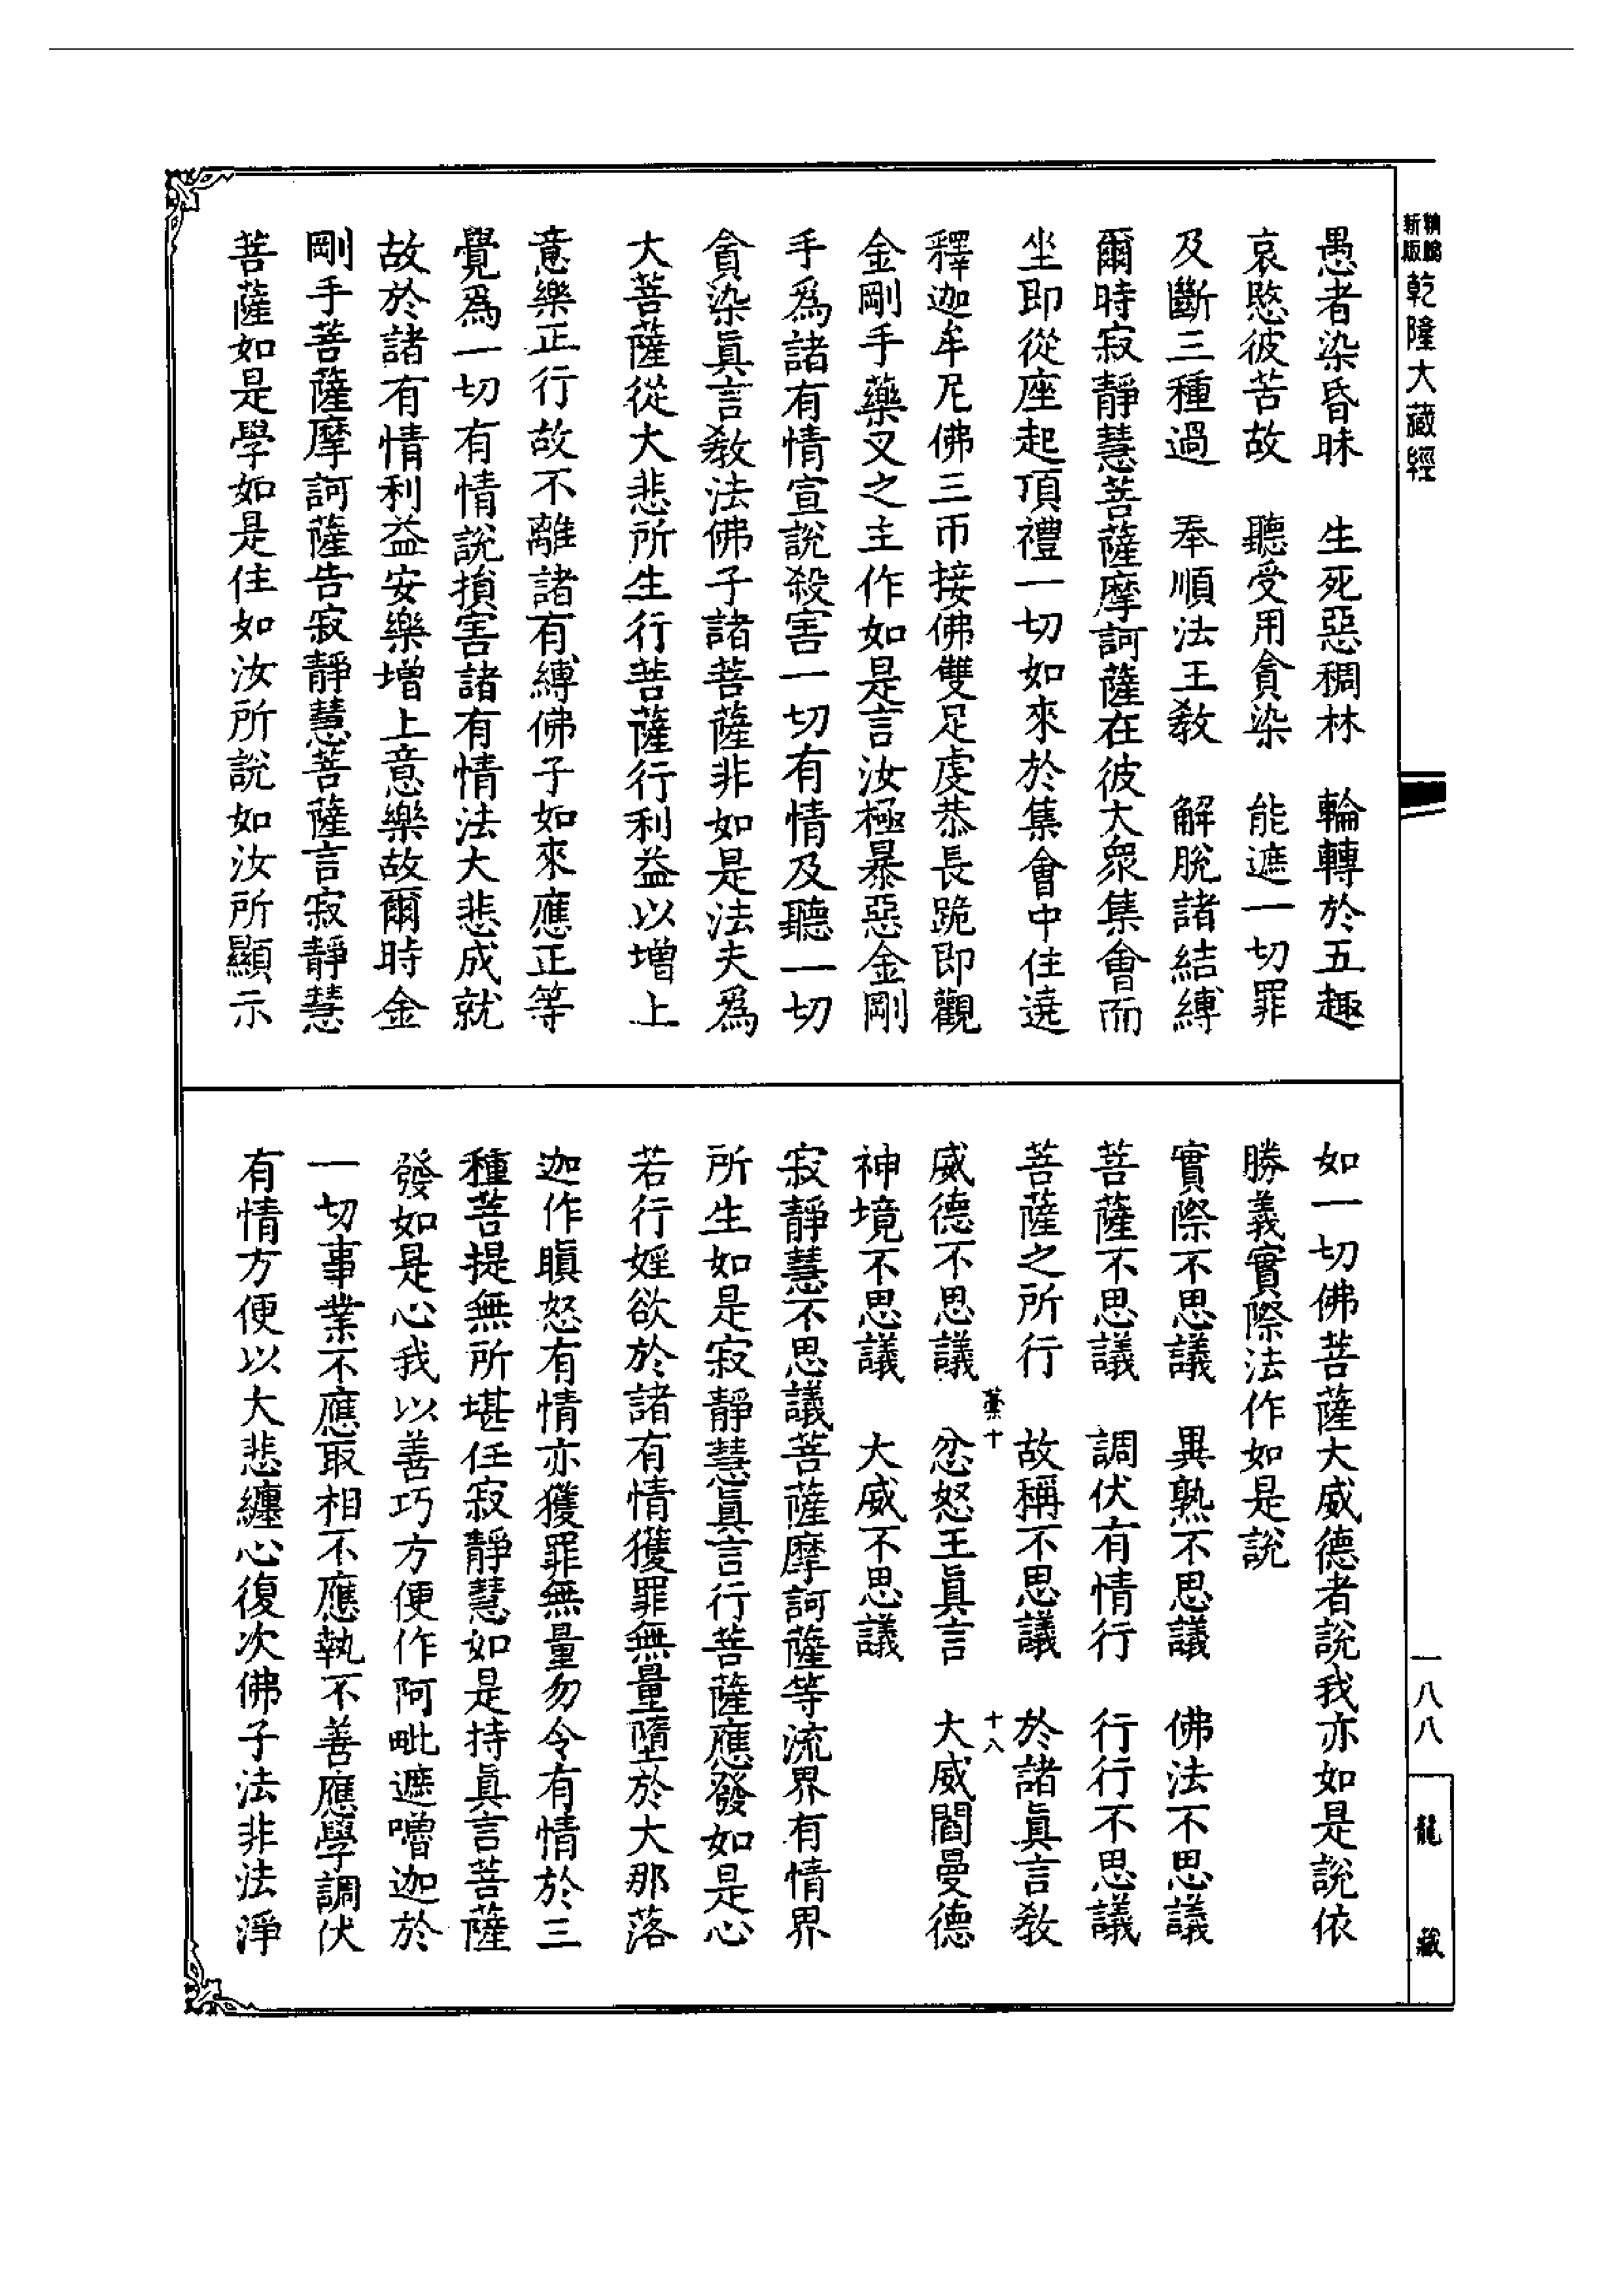 新版
乾隆大藏經
愚者染昏昧　生死惡稠林　輪轉於五趣
哀愍彼苦故　聽受用貪染　能遮一切罪
及斷三種過　奉順法王教　解脫諸結縛
爾時寂靜慧菩薩摩訶薩在彼大衆集會而
坐即從座起頂禮一切如來於集會中住遶
釋迦牟尼佛三帀接佛雙足虔恭長跪即觀
金剛手藥叉之主作如是言汝極暴惡金剛
手爲諸有情宣說殺害一切有情及聽一切
貪染眞言教法佛子諸菩薩非如是法夫爲
大菩薩從大悲所生行菩薩行利益以增上
意樂正行故不離諸有縛佛子如來應正等
覺爲一切有情說損害諸有情法大悲成就
故於諸有情利益安樂增上意樂故爾時金
剛手菩薩摩訶薩告寂靜慧菩薩言寂靜慧
菩薩如是學如是住如汝所說如汝所顯示
如一切佛菩薩大威德者說我亦如是說依
勝義實際法作如是說
實際不思議　異熟不思議　佛法不思議
菩薩不思議　調伏有情行　行行不思議
菩薩之所行　故稱不思議　於諸眞言教
十　十八
威德不思議　忿怒王眞言　大威閻曼德
神境不思議　大威不思議
寂靜慧不思議菩薩摩訶薩等流界有情界
所生如是寂靜慧眞言行菩薩應發如是心
若行婬欲於諸有情獲罪無量墮於大那落
迦作瞋怒有情亦獲罪無量勿令有情於三
種菩提無所堪任寂靜慧如是持眞言菩薩
發如是心我以善巧方便作阿毗遮嚕迦於
一切事業不應取相不應執不善應學調伏
有情方便以大悲纏心復次佛子法非法淨
一八八
龍藏